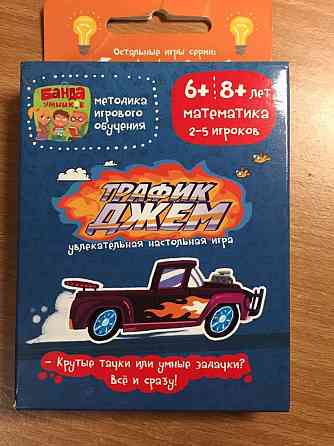 Остальные игры серии:
БАНДА
УМНИКОВ
методика
игрового
обучения
6+ 8+ лет
математика
2-5 игроков
ТРАФИК
ДЖЕМ
увлекательная настольная игра
- Крутые тачки или умные задачки?
Всё и сразу!